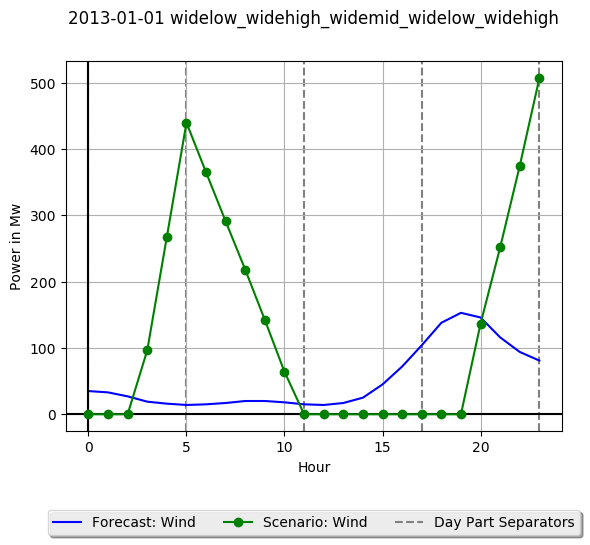 2013-01-01 widelow_widehigh_widemid_widelow_widehigh
500
400
300
200
100
0
Power in Mw
0 5 10 15 20
Hour
Forecast: Wind Scenario: Wind Day Part Separators